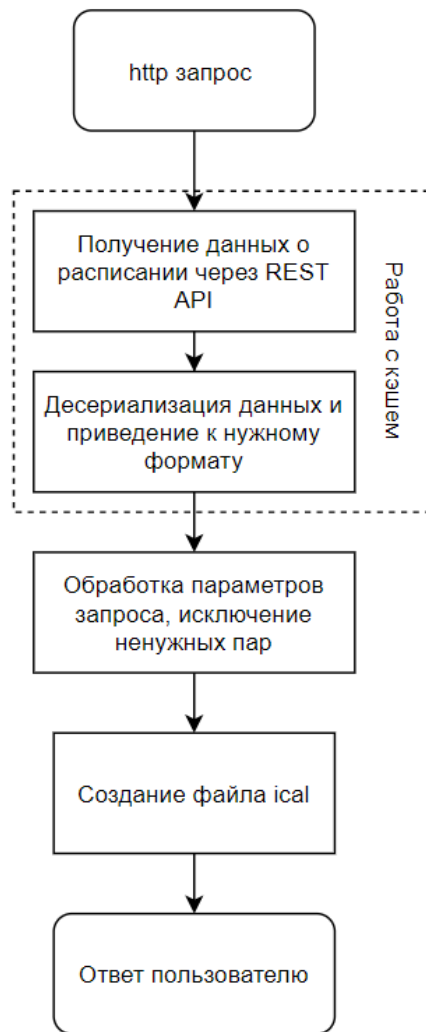 http запрос
Получение данных о
расписании через REST
API
Работа с кэшем
Десериализация данных и
приведение к нужному
формату
Обработка параметров
запроса, исключение
ненужных пар
Создание файла ical
Ответ пользователю